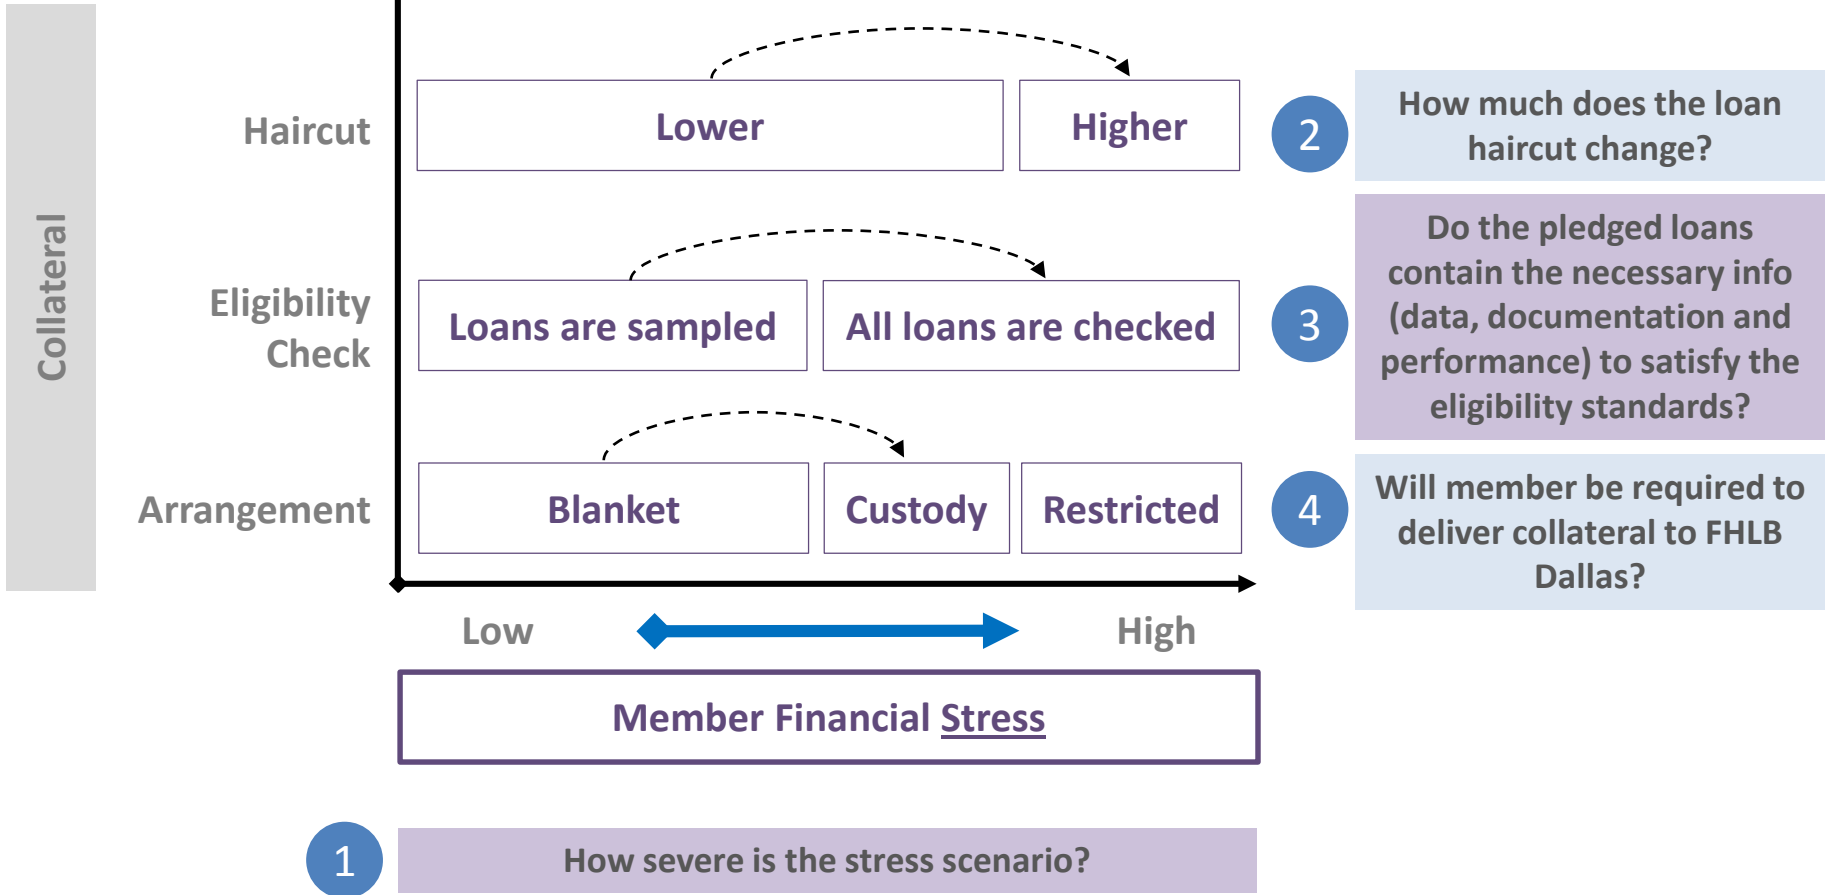 Collateral
Haircut
Lower
Higher
2
How much does the loan
haircut change?
Eligibility
Check
Loans are sampled
All loans are checked
3
Do the pledged loans
contain the necessary info
(data, documentation and
performance) to satisfy the
eligibility standards?
Arrangement
Blanket
Custody
Restricted
4
Will member be required to
deliver collateral to FHLB
Dallas?
Low
High
Member Financial Stress
1
How severe is the stress scenario?